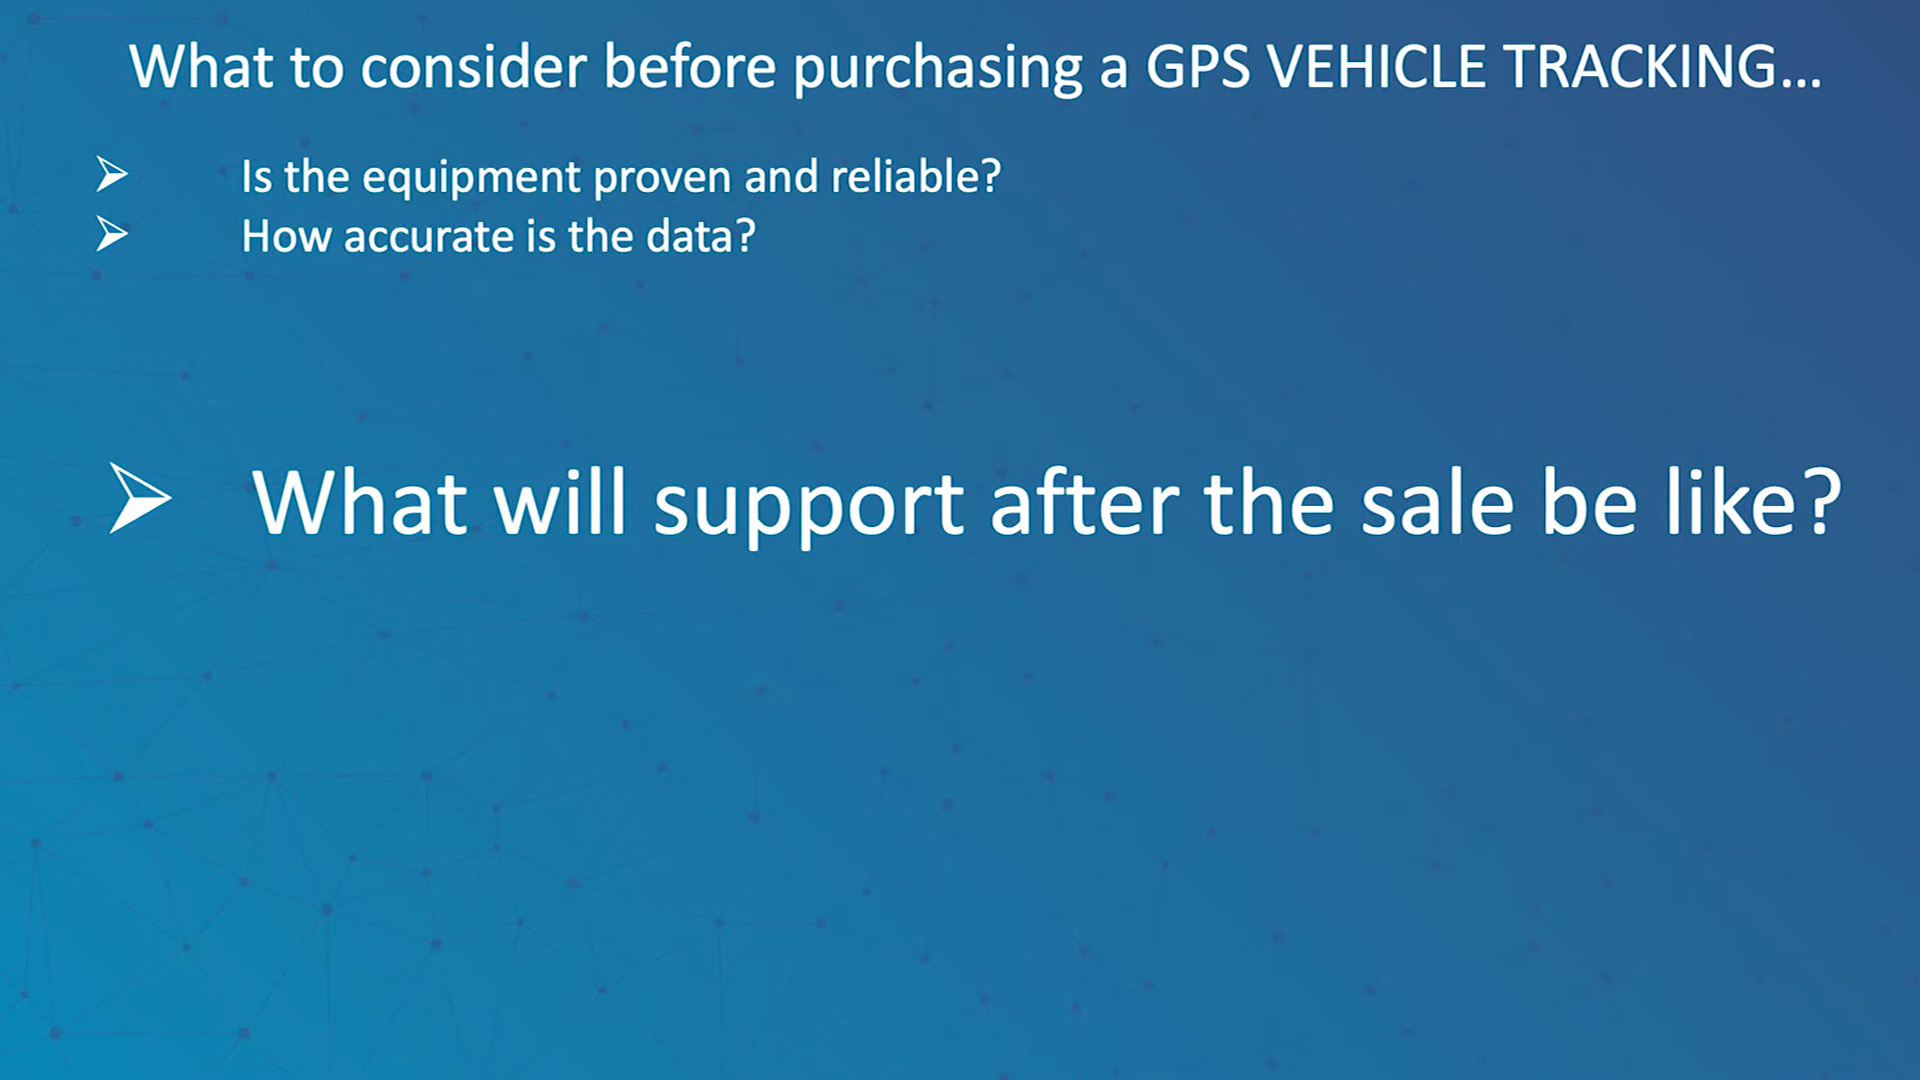 What to consider before purchasing a GPS VEHICLE TRACKING...
Is the equipment proven and reliable?
How accurate is the data?
What will support after the sale be like?